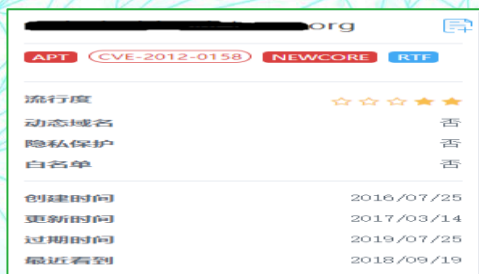 org
APT CVE-2012-0158 NEWCORE RTF
流行度
动态域名 否
隐私保护 否
白名单 否
创建时间 2016/07/25
更新时间 2017/03/14
过期时间 2019/07/25
最近看到 2018/09/19